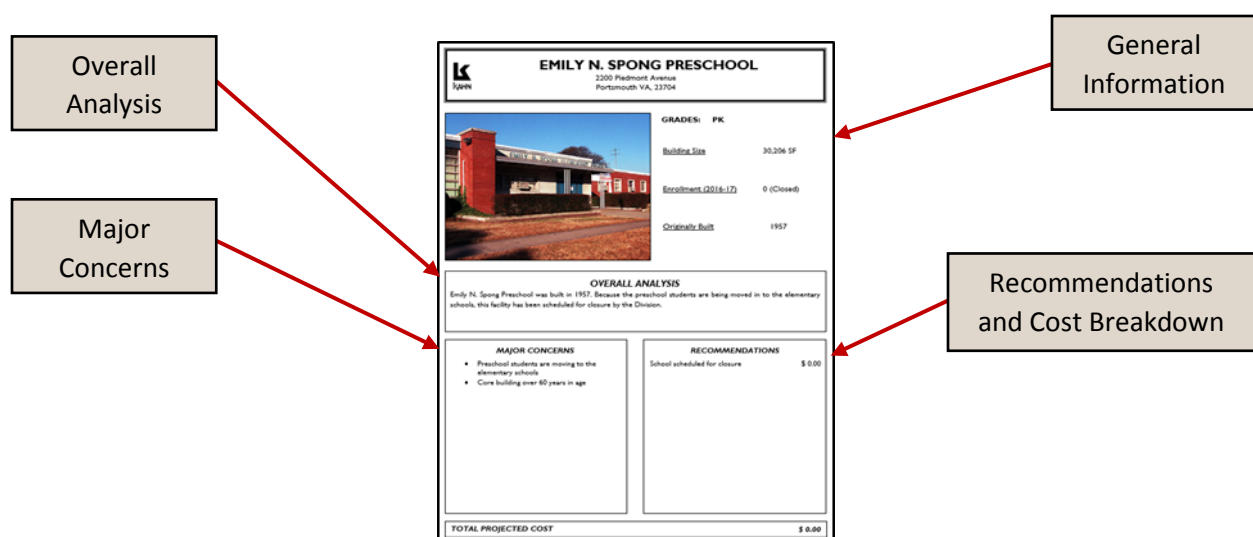 Overall
Analysis
Major
Concerns
General
Information
Recommendations
and Cost Breakdown
KAHN
EMILY N. SPONG PRESCHOOL
2200 Piedmont Avenue
Portsmouth VA, 23704
EMILY N. SPONG ELEMENTARY
GRADES: PK
Building Size 30,206 SF
Enrollment (2016-17) 0 (Closed)
Originally Built 1957
OVERALL ANALYSIS
Emily N. Spong Preschool was built in 1957. Because the preschool students are being moved in to the elementary
schools, this facility has been scheduled for closure by the Division.
MAJOR CONCERNS
• Preschool students are moving to the
elementary schools
• Core building over 60 years in age
RECOMMENDATIONS
School scheduled for closure $ 0.00
TOTAL PROJECTED COST $ 0.00